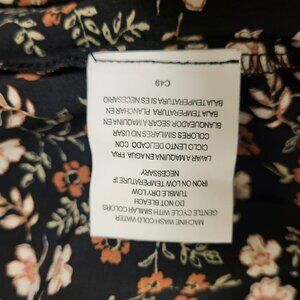 MACHINE WASH COLD WATER
GENTLE CYCLE WITH SIMILAR COLORS
DO NOT BLEACH
TUMBLE DRY LOW
IRON ON LOW TEMPERATURE IF
NECESSARY
LAVAR A MAQUINA EN AGUA FRIA
CICLO LENTO DELICADO CON
COLORES SIMILIRES NO USAR
BLANQUEADOR SECAR A MAQUINA EN
BAJA TEMPERATURA, PLANCHAR EN
BAJA TEMPERATURA SI ES NECESARIO
C49